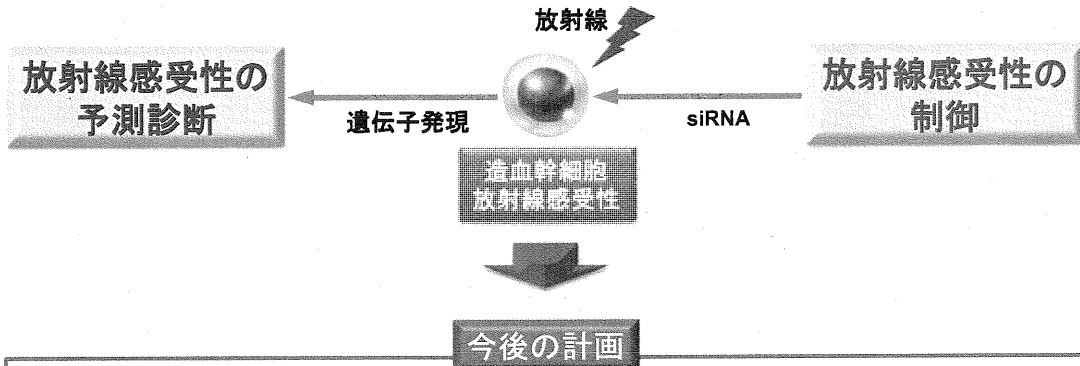 放射線
放射線感受性の
予測診断
遺伝子発現
siRNA
放射線感受性の
制御
造血幹細胞
放射線感受性
今後の計画